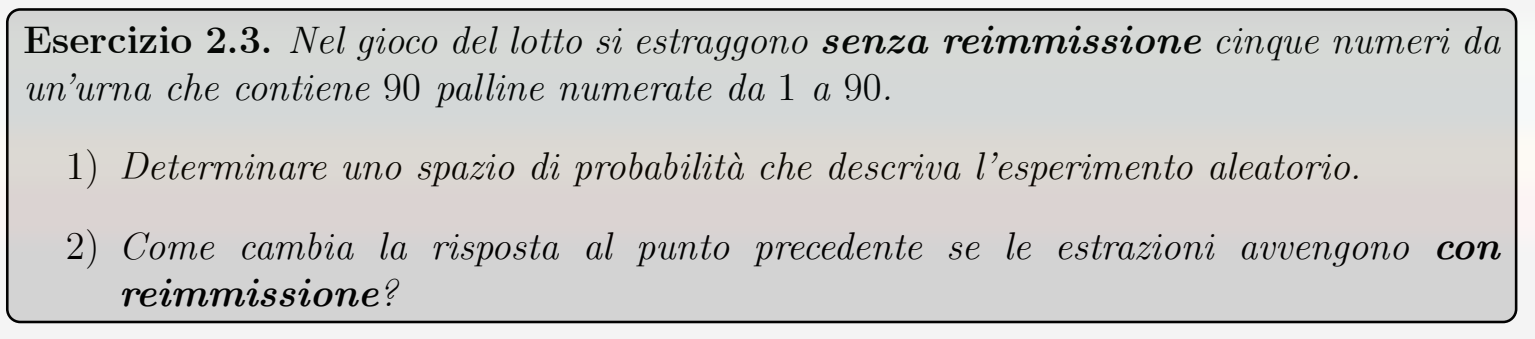 Esercizio 2.3. Nel gioco del lotto si estraggono senza reimmissione cinque numeri da
un'urna che contiene 90 palline numerate da 1 a 90.
1) Determinare uno spazio di probabilità che descriva l'esperimento aleatorio.
2) Come cambia la risposta al punto precedente se le estrazioni avvengono con
reimmissione?